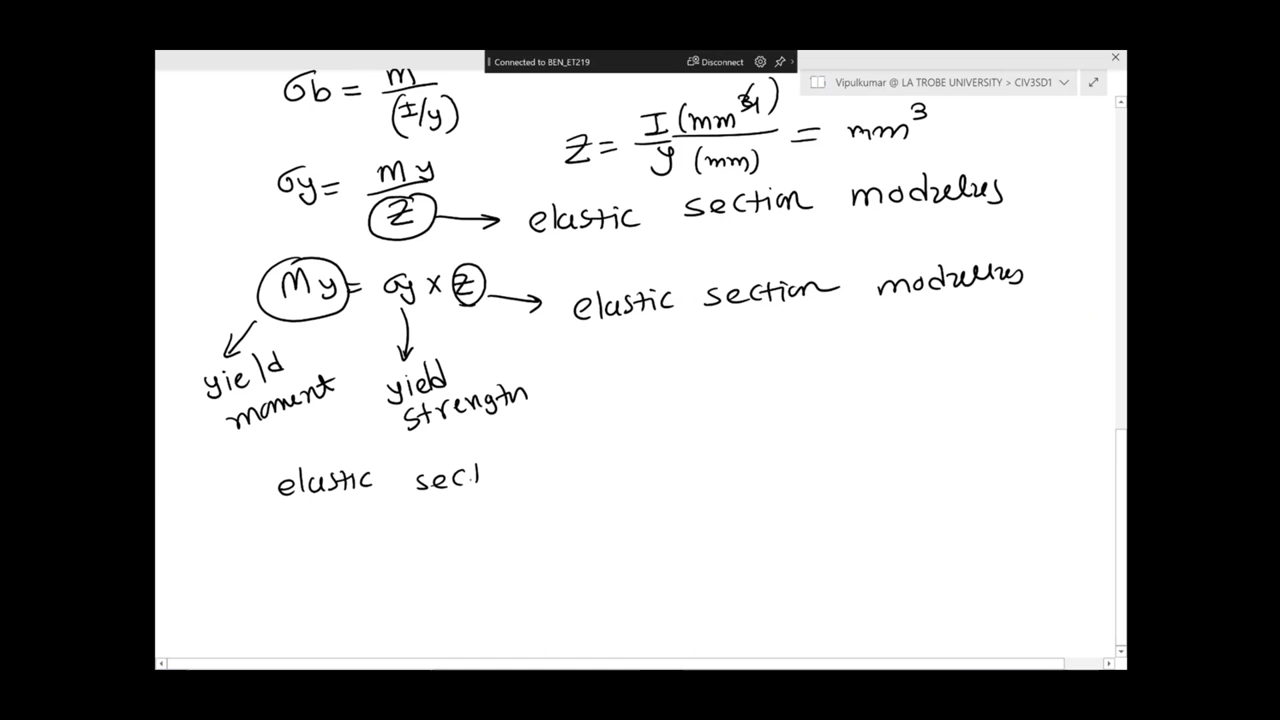 Connected to BEN_ET219
Disconnect
Vipulkumar @ LA TROBE UNIVERSITY > CIV3SD1
σb = m / (I/y)
Z = I (mm⁴) / y (mm) = mm³
σy = My / Z → elastic section modulus
My = σy × Z → elastic section modulus
yield moment
yield strength
elastic sec